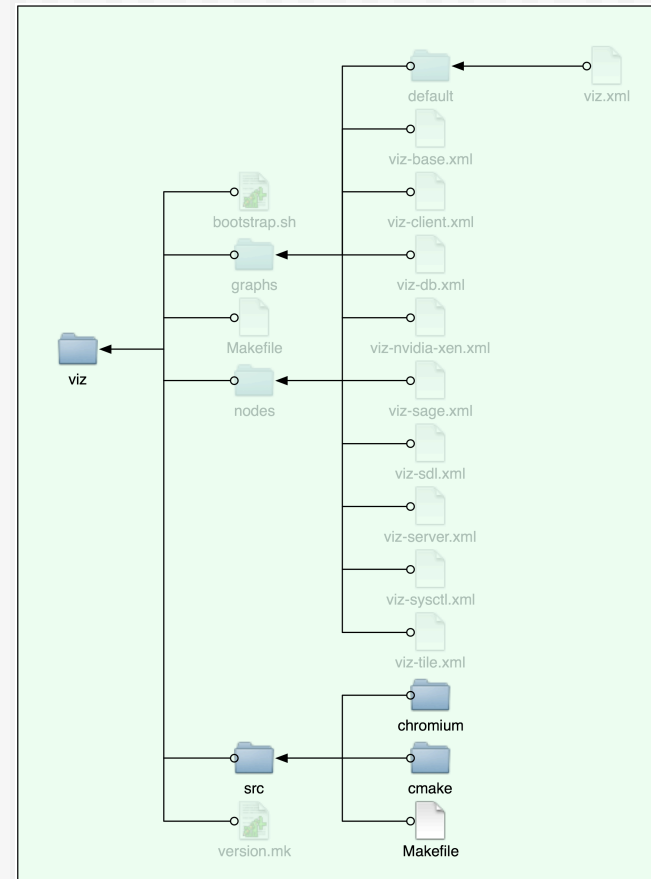 default
viz.xml
viz-base.xml
bootstrap.sh
viz-client.xml
graphs
viz-db.xml
Makefile
viz-nvidia-xen.xml
viz
nodes
viz-sage.xml
viz-sdl.xml
viz-server.xml
viz-sysctl.xml
viz-tile.xml
chromium
src
cmake
version.mk
Makefile